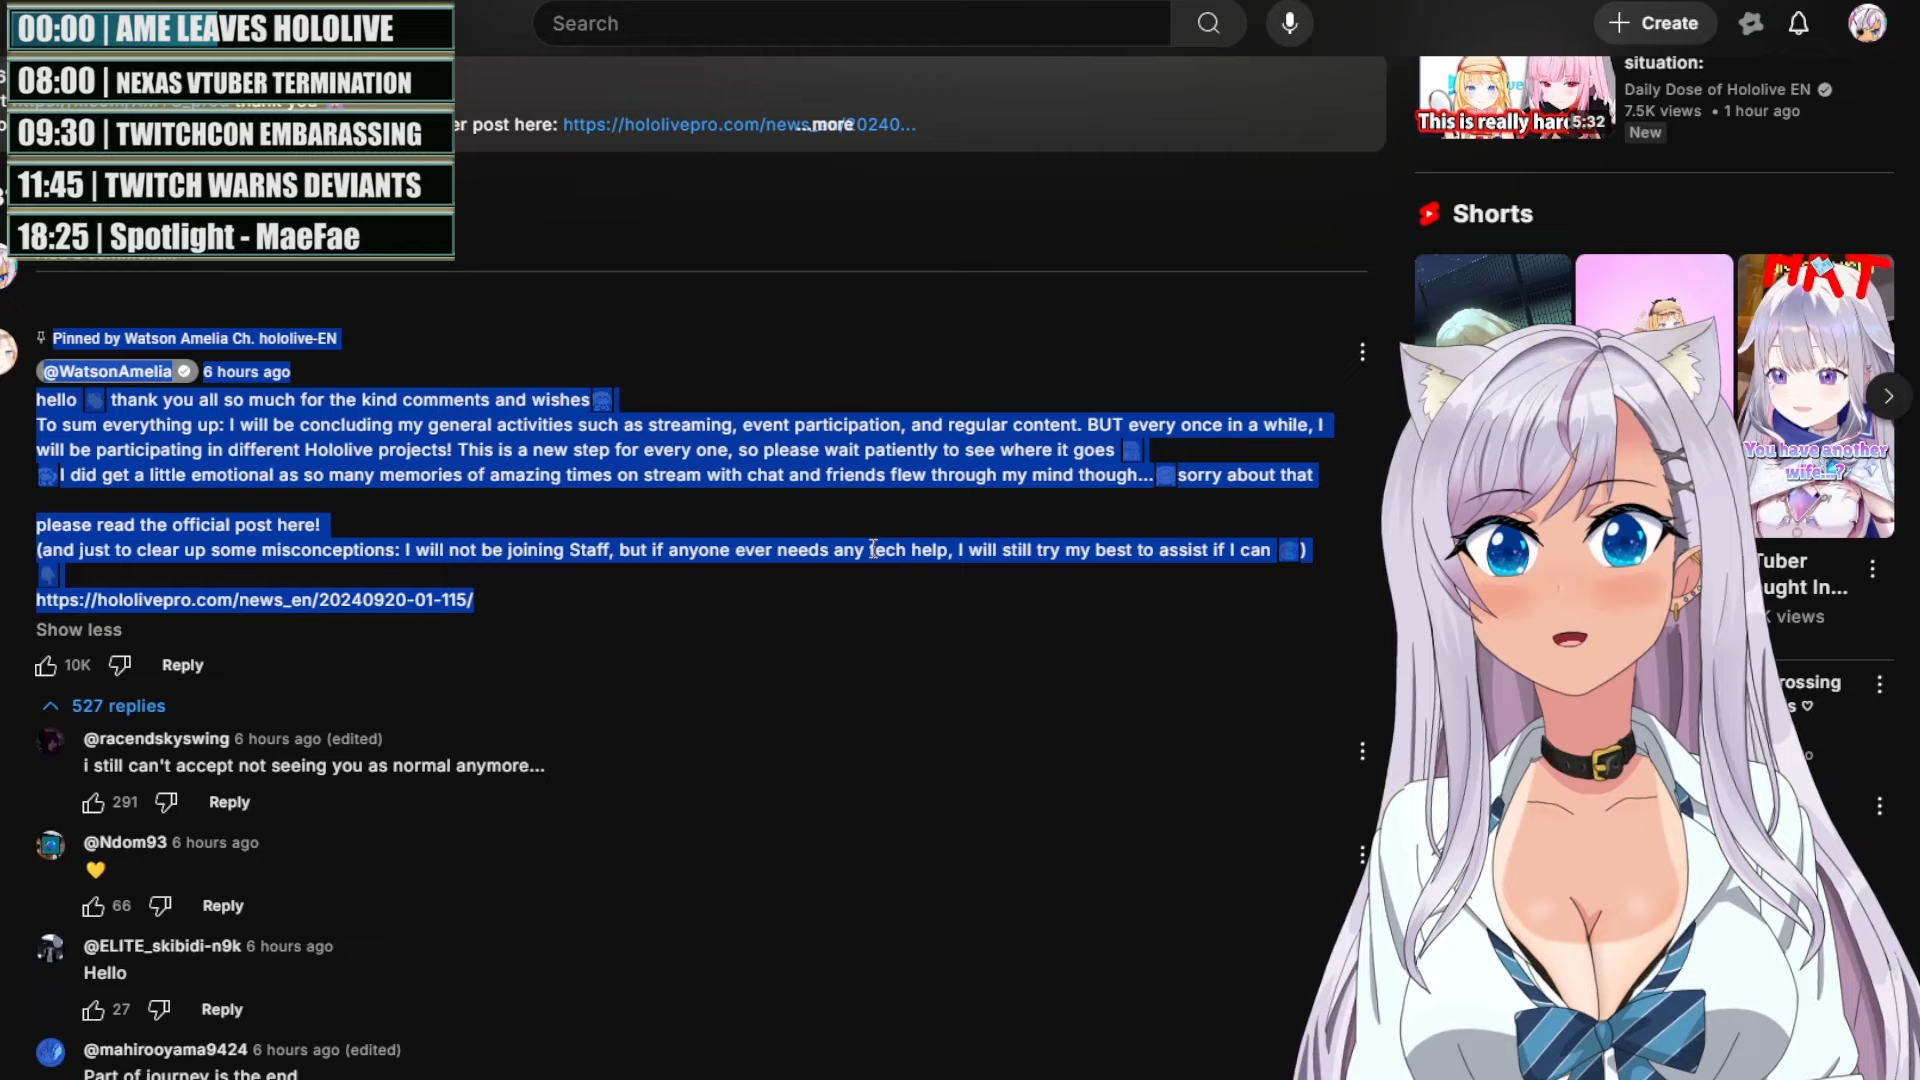 00:00 | AME LEAVES HOLOLIVE
08:00 | NEXAS VTUBER TERMINATION
09:30 | TWITCHCON EMBARASSING
11:45 | TWITCH WARNS DEVIANTS
18:25 | Spotlight - MaeFae
Search
Create
er post here: https://hololivepro.com/news_en/20240... ...more
Pinned by Watson Amelia Ch. hololive-EN
@WatsonAmelia 6 hours ago
hello thank you all so much for the kind comments and wishes
To sum everything up: I will be concluding my general activities such as streaming, event participation, and regular content. BUT every once in a while, I
will be participating in different Hololive projects! This is a new step for every one, so please wait patiently to see where it goes
I did get a little emotional as so many memories of amazing times on stream with chat and friends flew through my mind though... sorry about that
please read the official post here!
(and just to clear up some misconceptions: I will not be joining Staff, but if anyone ever needs any tech help, I will still try my best to assist if I can )
https://hololivepro.com/news_en/20240920-01-115/
Show less
10K Reply
527 replies
@racendskyswing 6 hours ago (edited)
i still can't accept not seeing you as normal anymore...
291 Reply
@Ndom93 6 hours ago
💛
66 Reply
@ELITE_skibidi-n9k 6 hours ago
Hello
27 Reply
@mahirooyama9424 6 hours ago (edited)
Part of journey is the end
This is really hard
5:32
situation:
Daily Dose of Hololive EN
7.5K views • 1 hour ago
New
Shorts
You have another
wife...?
Tuber
ught In...
K views
rossing
s ♡